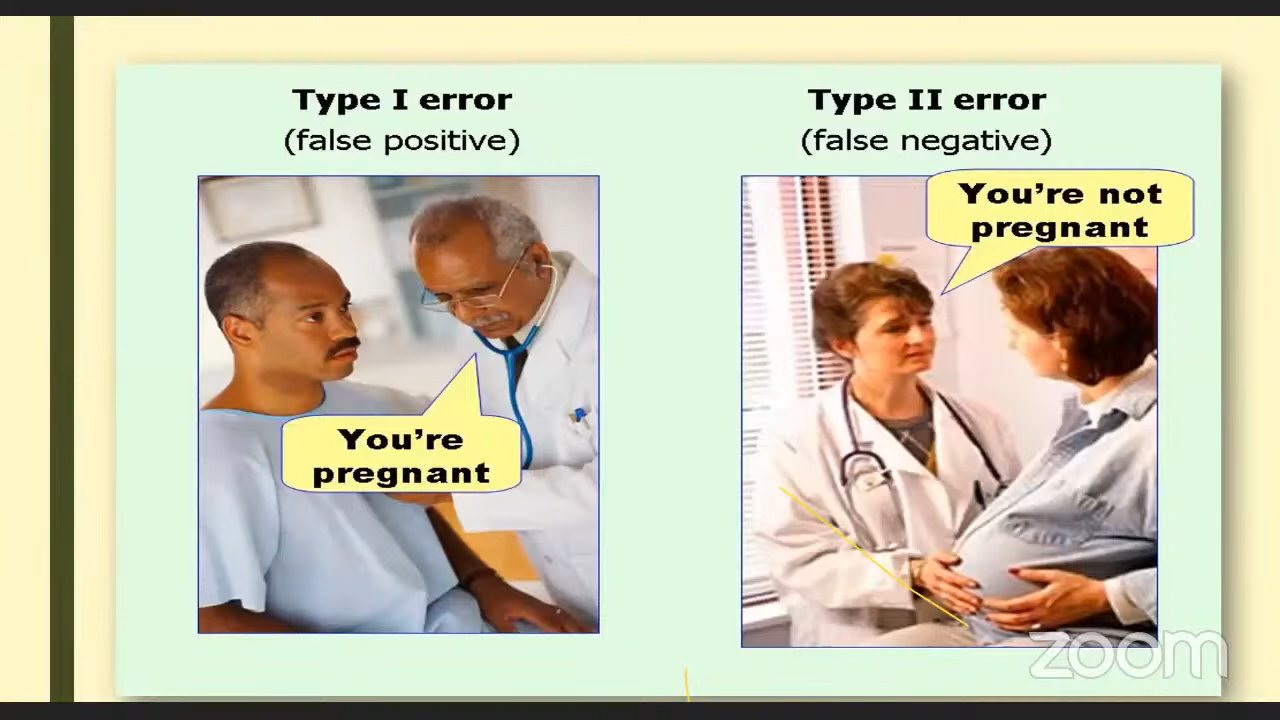 Type I error
(false positive)
You're
pregnant
Type II error
(false negative)
You're not
pregnant
zoom